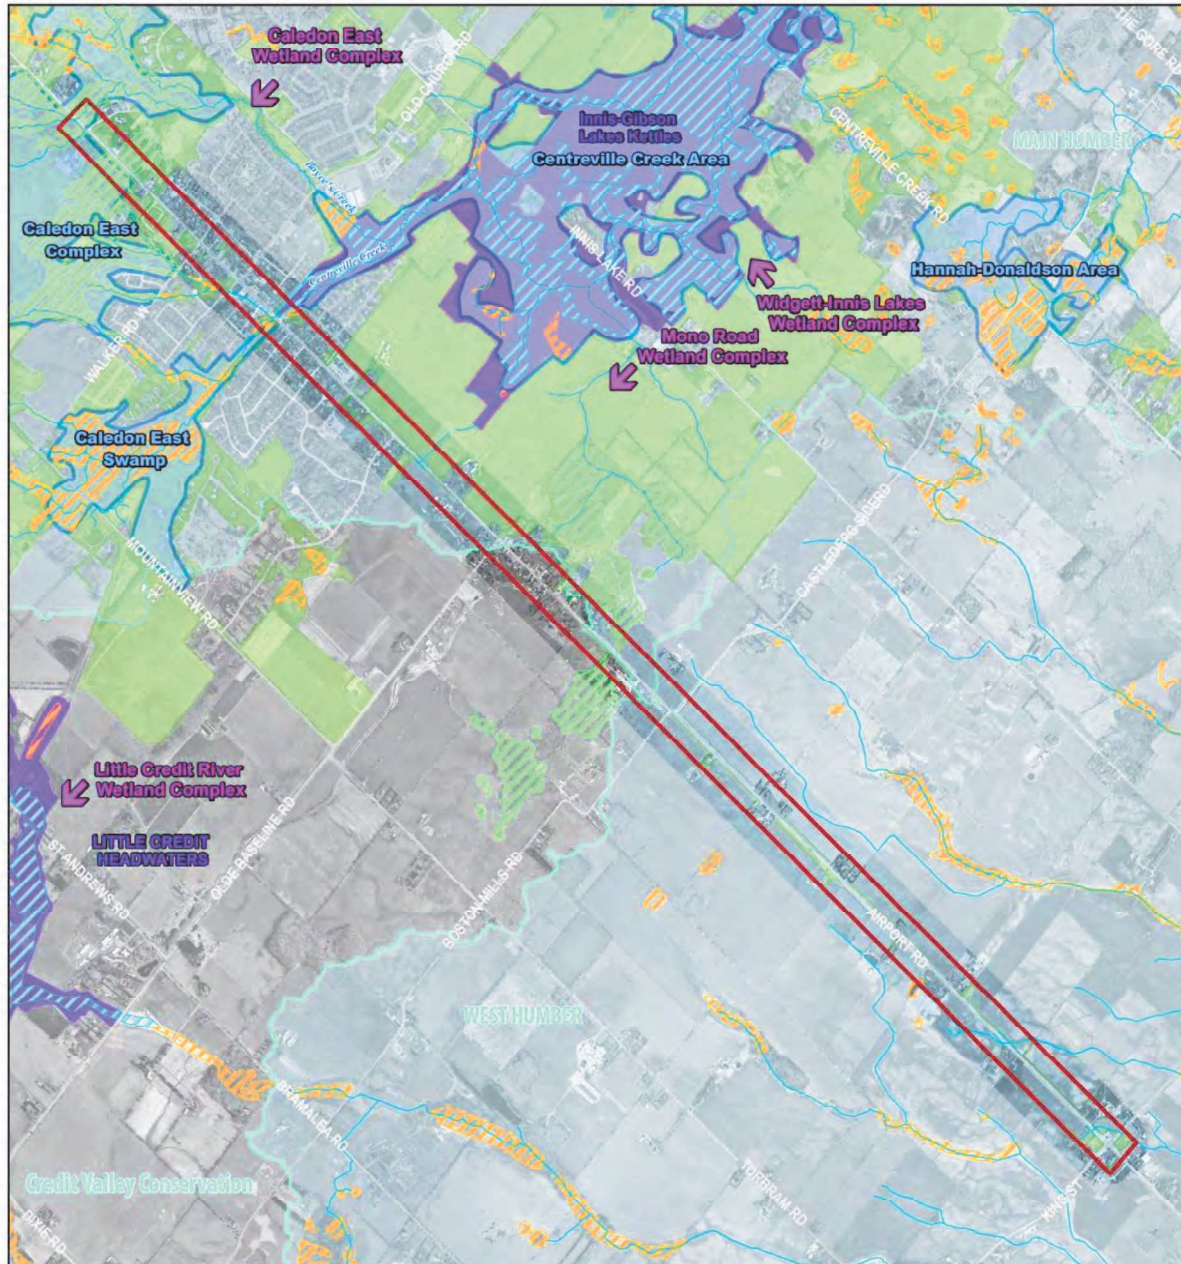 Caledon East
Wetland Complex
OLD CHURCH RD
THE GORE R
Innis-Gibson
Lakes Kettles
Centreville Creek Area
CENTREVILLE CREEK RD
MAIN HUMBER
Boyce's Creek
Caledon East
Complex
Centreville Creek
INNIS LAKE RD
Hannah-Donaldson Area
Widgett-Innis Lakes
Wetland Complex
Mono Road
Wetland Complex
WALKER RD W
Caledon East
Swamp
CASTLEDERG SIDERD
MOUNTAINVIEW RD
Little Credit River
Wetland Complex
LITTLE CREDIT
HEADWATERS
ST ANDREWS RD
OLDE BASELINE RD
BOSTON MILLS RD
AIRPORT RD
WEST HUMBER
BRAMALEA RD
TORBRAM RD
KING ST
Credit Valley Conservation
DIXIE RD